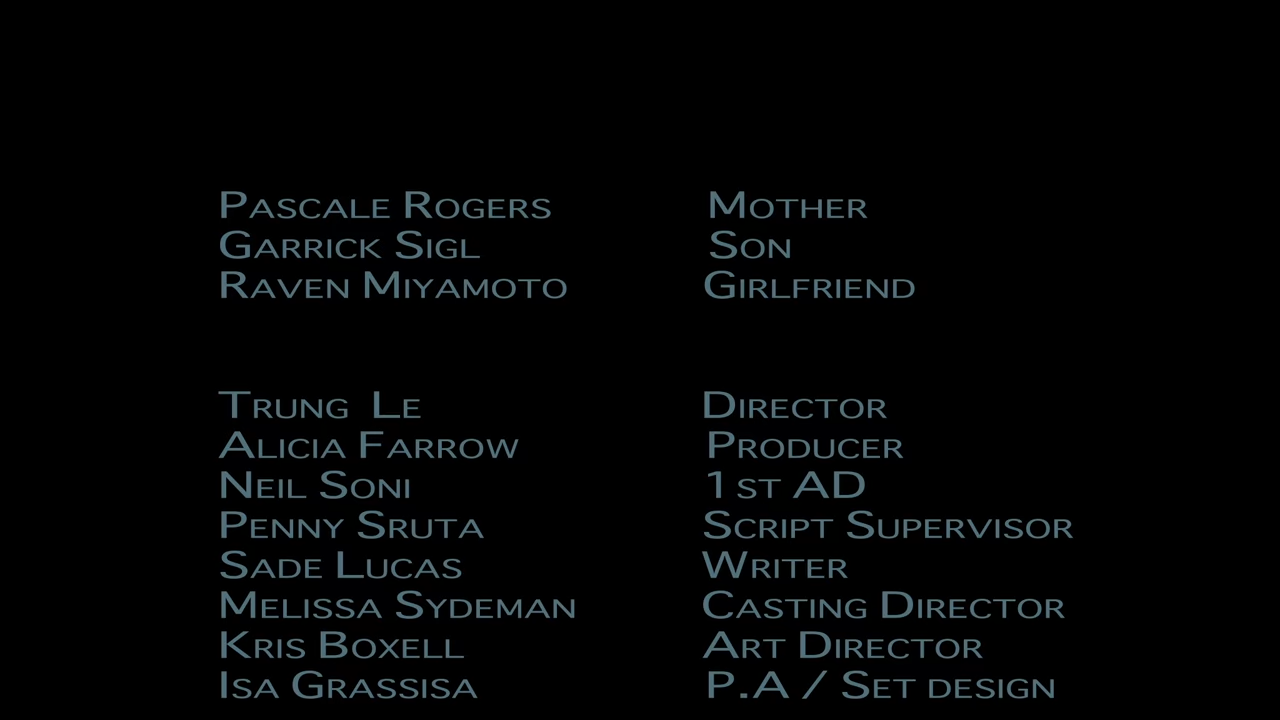 Pascale Rogers Mother
Garrick Sigl Son
Raven Miyamoto Girlfriend
Trung Le Director
Alicia Farrow Producer
Neil Soni 1st AD
Penny Sruta Script Supervisor
Sade Lucas Writer
Melissa Sydeman Casting Director
Kris Boxell Art Director
Isa Grassisa P.A / Set design